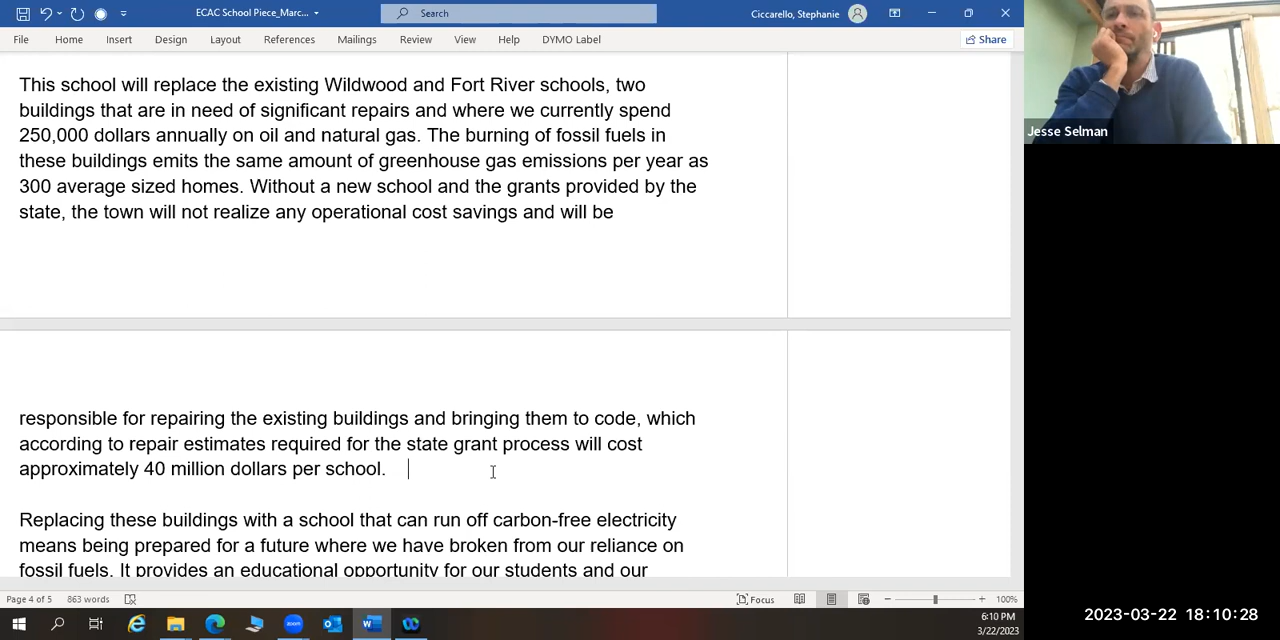 ECAC School Piece_Marc...
Search
Ciccarello, Stephanie
File Home Insert Design Layout References Mailings Review View Help DYMO Label Share
This school will replace the existing Wildwood and Fort River schools, two
buildings that are in need of significant repairs and where we currently spend
250,000 dollars annually on oil and natural gas. The burning of fossil fuels in
these buildings emits the same amount of greenhouse gas emissions per year as
300 average sized homes. Without a new school and the grants provided by the
state, the town will not realize any operational cost savings and will be
responsible for repairing the existing buildings and bringing them to code, which
according to repair estimates required for the state grant process will cost
approximately 40 million dollars per school.
Replacing these buildings with a school that can run off carbon-free electricity
means being prepared for a future where we have broken from our reliance on
fossil fuels. It provides an educational opportunity for our students and our
Page 4 of 5 863 words Focus 100%
6:10 PM
3/22/2023
Jesse Selman
2023-03-22 18:10:28